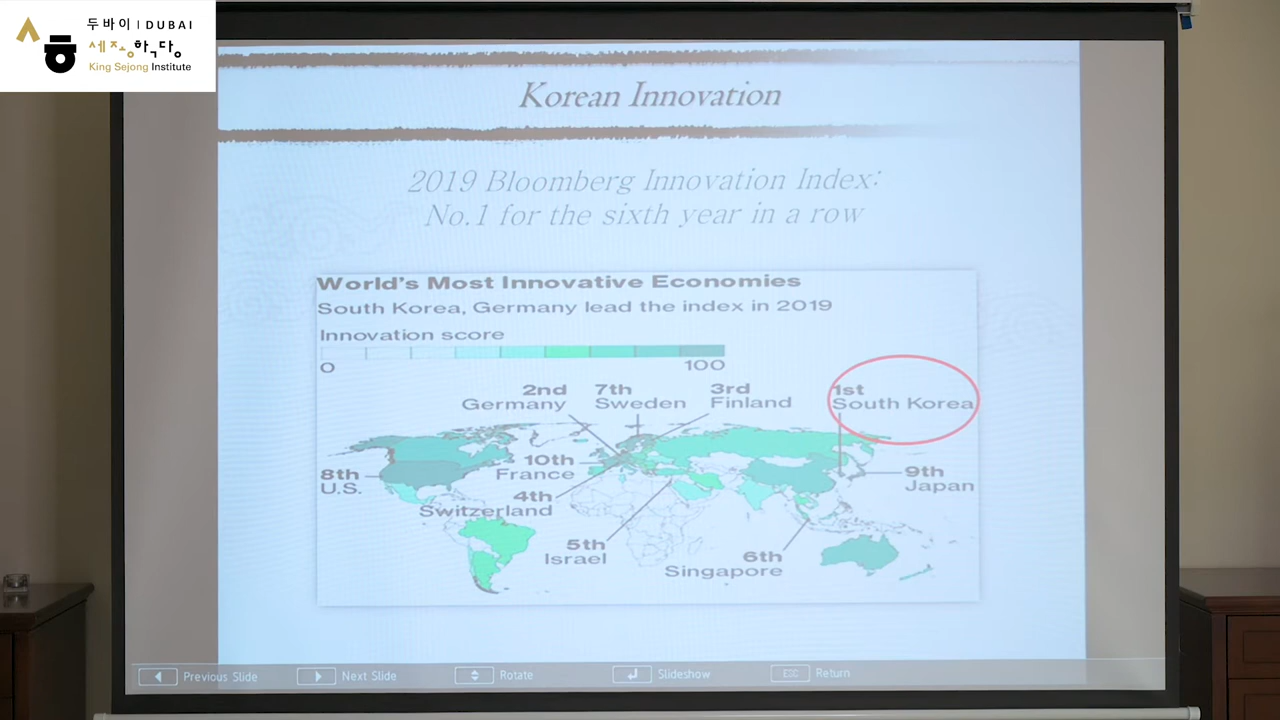 두바이 | DUBAI
세종학당
King Sejong Institute
Korean Innovation
2019 Bloomberg Innovation Index:
No.1 for the sixth year in a row
World's Most Innovative Economies
South Korea, Germany lead the index in 2019
Innovation score
0 100
2nd Germany
7th Sweden
3rd Finland
1st South Korea
8th U.S.
10th France
9th Japan
4th Switzerland
5th Israel
6th Singapore
Previous Slide Next Slide Rotate Slideshow ESC Return